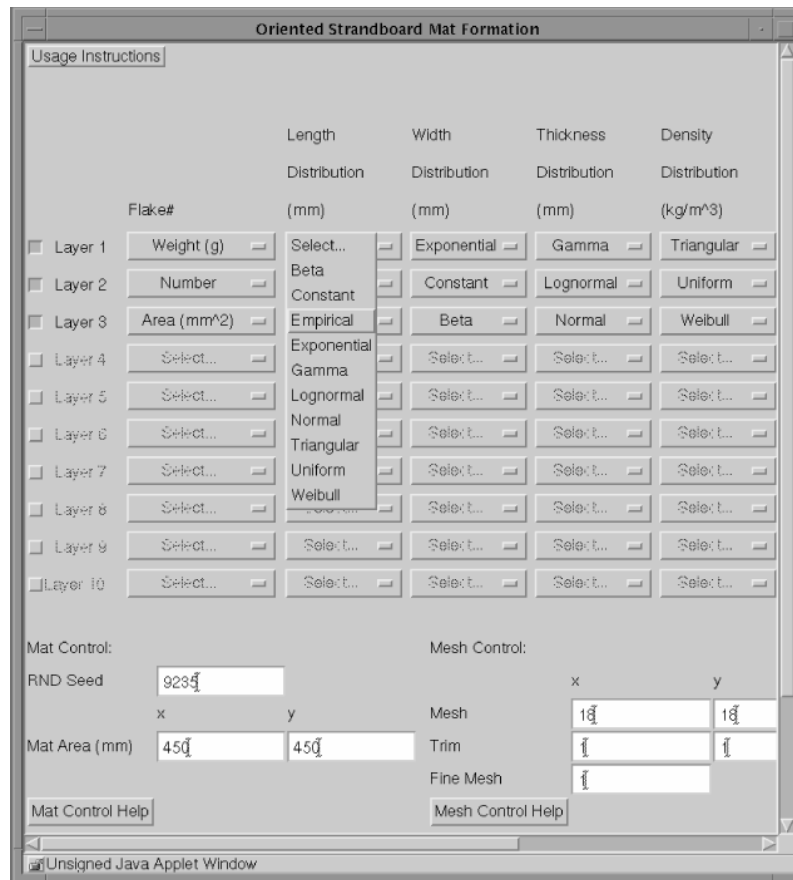 Oriented Strandboard Mat Formation
Usage Instructions
Length Width Thickness Density
Distribution Distribution Distribution Distribution
Flake# (mm) (mm) (mm) (kg/m^3)
Layer 1 Weight (g) Select... Exponential Gamma Triangular
Beta
Layer 2 Number Constant Lognormal Uniform
Constant
Layer 3 Area (mm^2) Empirical Beta Normal Weibull
Exponential
Layer 4 Select... Select... Select... Select...
Gamma
Layer 5 Select... Lognormal Select... Select... Select...
Layer 6 Select... Normal Select... Select... Select...
Triangular
Layer 7 Select... Uniform Select... Select... Select...
Weibull
Layer 8 Select... Select... Select... Select...
Layer 9 Select... Select... Select... Select... Select...
Layer 10 Select... Select... Select... Select... Select...
Mat Control: Mesh Control:
RND Seed 9235 x y
x y Mesh 18 18
Mat Area (mm) 450 450 Trim 1 1
Fine Mesh 1
Mat Control Help Mesh Control Help
Unsigned Java Applet Window